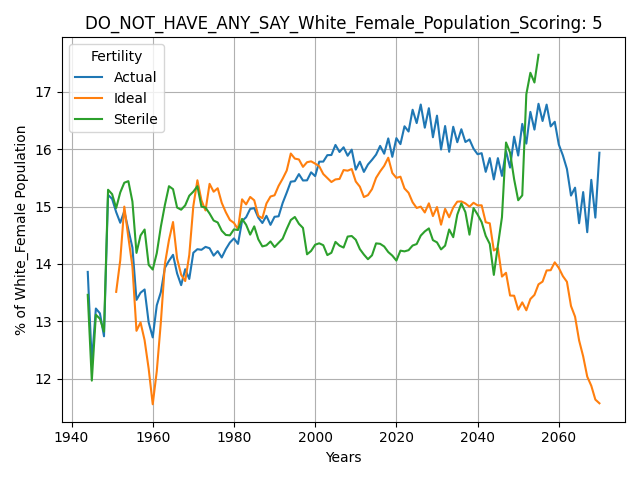 DO_NOT_HAVE_ANY_SAY_White_Female_Population_Scoring: 5
Fertility
Actual
Ideal
Sterile
% of White_Female Population
17
16
15
14
13
12
1940
1960
1980
2000
2020
2040
2060
Years